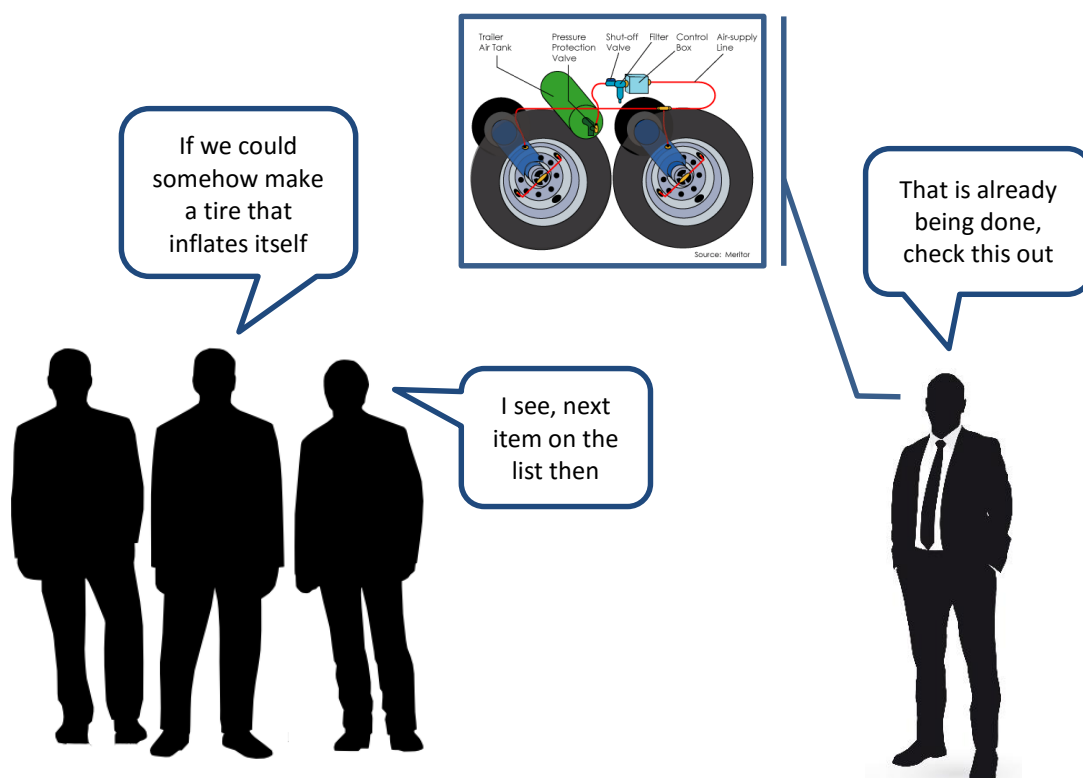 Trailer
Air Tank
Pressure
Protection
Valve
Shut-off
Valve
Filter
Control
Box
Air-supply
Line
Source: Meritor
If we could
somehow make
a tire that
inflates itself
That is already
being done,
check this out
I see, next
item on the
list then